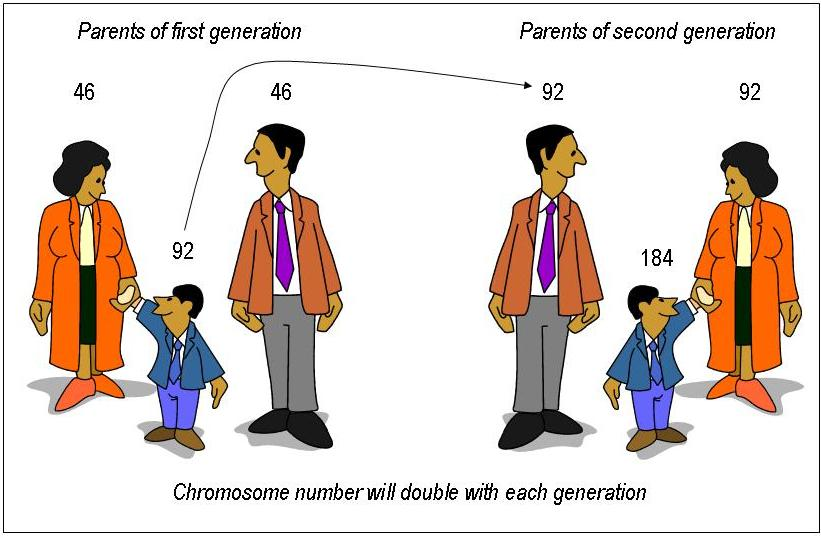 Parents of first generation
Parents of second generation
46
46
92
92
92
184
Chromosome number will double with each generation